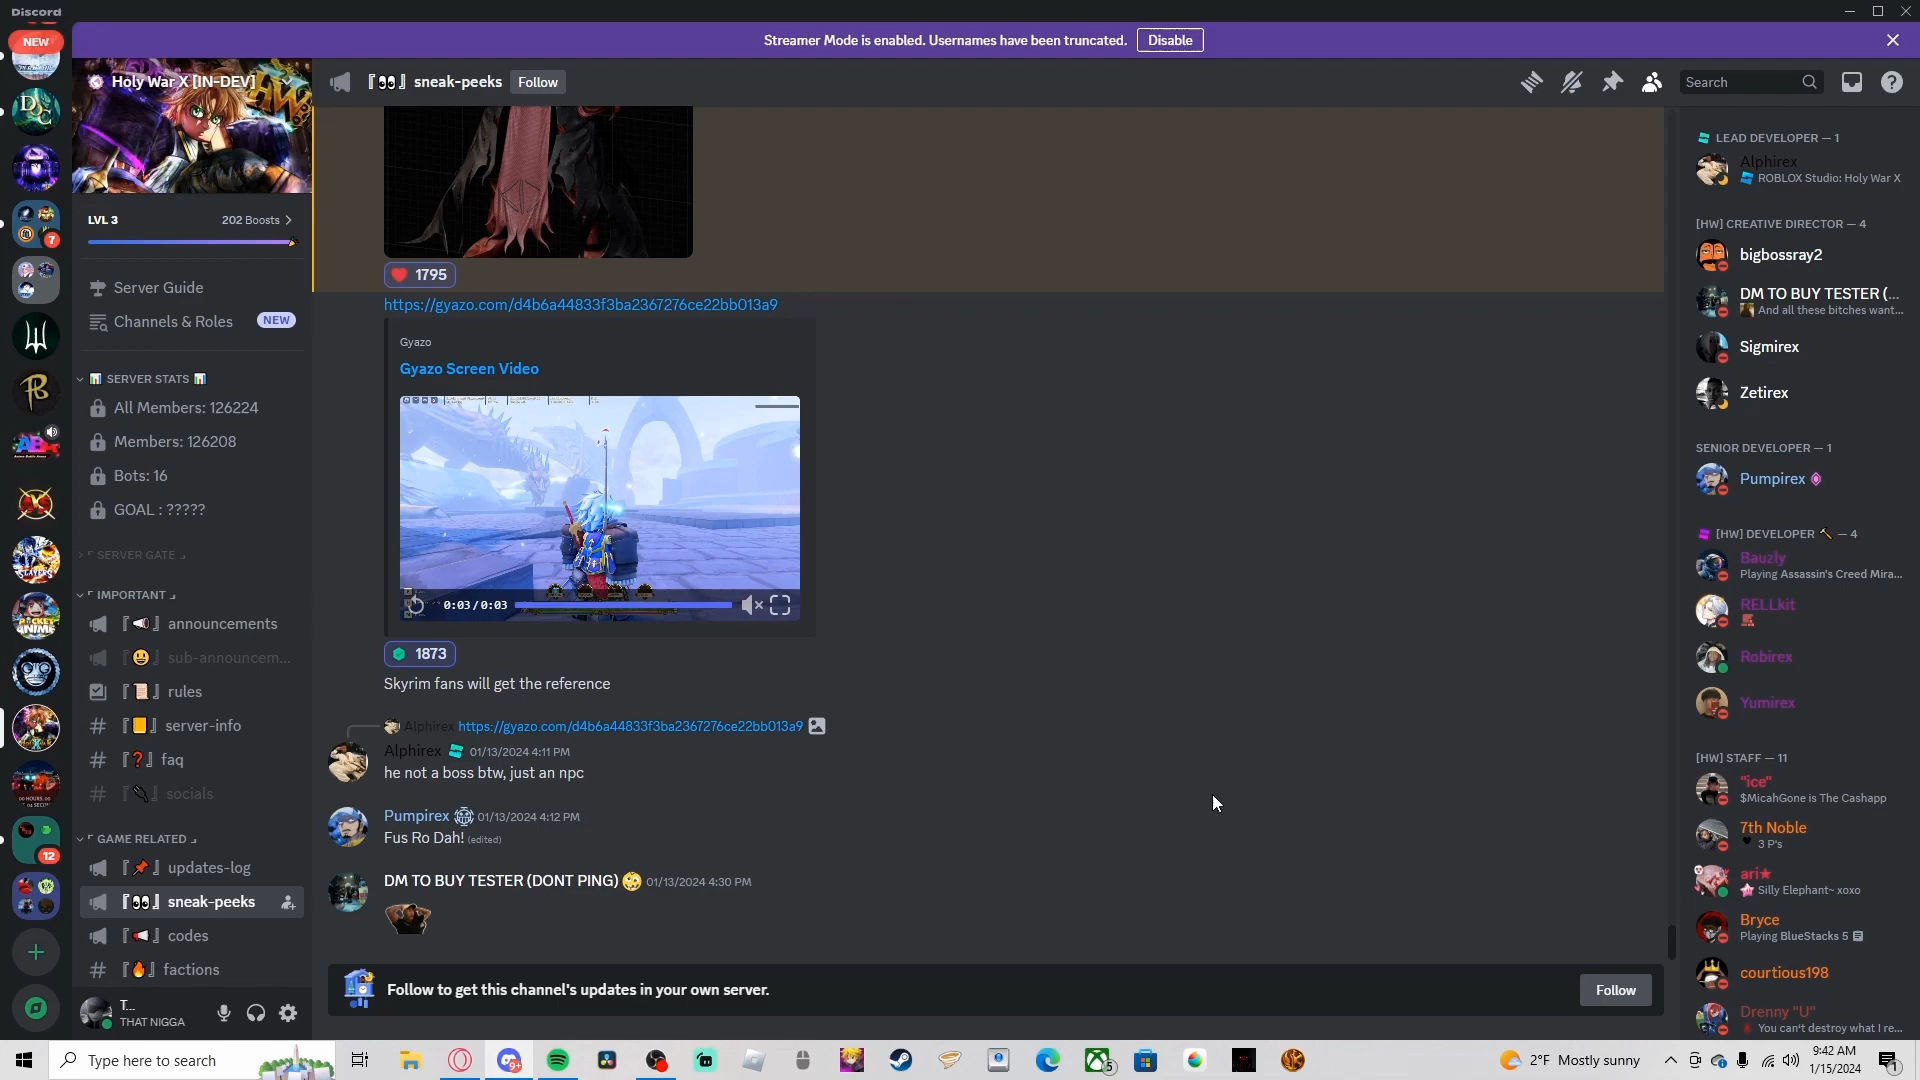 Discord
Streamer Mode is enabled. Usernames have been truncated.
Disable
NEW
Holy War X [IN-DEV]
『👀』 sneak-peeks
Follow
Search
LVL 3
202 Boosts
Server Guide
Channels & Roles
NEW
📊 SERVER STATS 📊
All Members: 126224
Members: 126208
Bots: 16
GOAL : ?????
「 SERVER GATE 」
「 IMPORTANT 」
『📢』 announcements
『😃』 sub-announcem...
『📜』 rules
『📒』 server-info
『❓』 faq
socials
「 GAME RELATED 」
『📌』 updates-log
『👀』 sneak-peeks
『📢』 codes
『🔥』 factions
7
12
T...
THAT NIGGA
❤️ 1795
https://gyazo.com/d4b6a44833f3ba2367276ce22bb013a9
Gyazo
Gyazo Screen Video
0:03/0:03
1873
Skyrim fans will get the reference
Alphirex https://gyazo.com/d4b6a44833f3ba2367276ce22bb013a9
Alphirex 01/13/2024 4:11 PM
he not a boss btw, just an npc
Pumpirex 01/13/2024 4:12 PM
Fus Ro Dah! (edited)
DM TO BUY TESTER (DONT PING) 01/13/2024 4:30 PM
Follow to get this channel's updates in your own server.
Follow
LEAD DEVELOPER — 1
Alphirex
ROBLOX Studio: Holy War X
[HW] CREATIVE DIRECTOR — 4
bigbossray2
DM TO BUY TESTER (...
And all these bitches want...
Sigmirex
Zetirex
SENIOR DEVELOPER — 1
Pumpirex
[HW] DEVELOPER 🔨 — 4
Bauzly
Playing Assassin's Creed Mira...
RELLkit
Robirex
Yumirex
[HW] STAFF — 11
"ice"
$MicahGone is The Cashapp
7th Noble
3 P's
ari★
Silly Elephant~ xoxo
Bryce
Playing BlueStacks 5
courtious198
Drenny "U"
You can't destroy what I re...
Type here to search
9+
5
2°F Mostly sunny
9:42 AM
1/15/2024
1